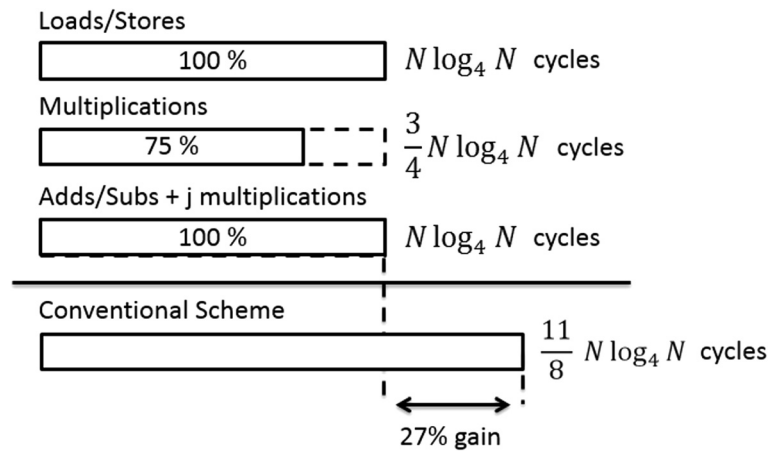 Loads/Stores
100 % N log₄ N cycles
Multiplications
75 % 3/4 N log₄ N cycles
Adds/Subs + j multiplications
100 % N log₄ N cycles
Conventional Scheme
11/8 N log₄ N cycles
27% gain